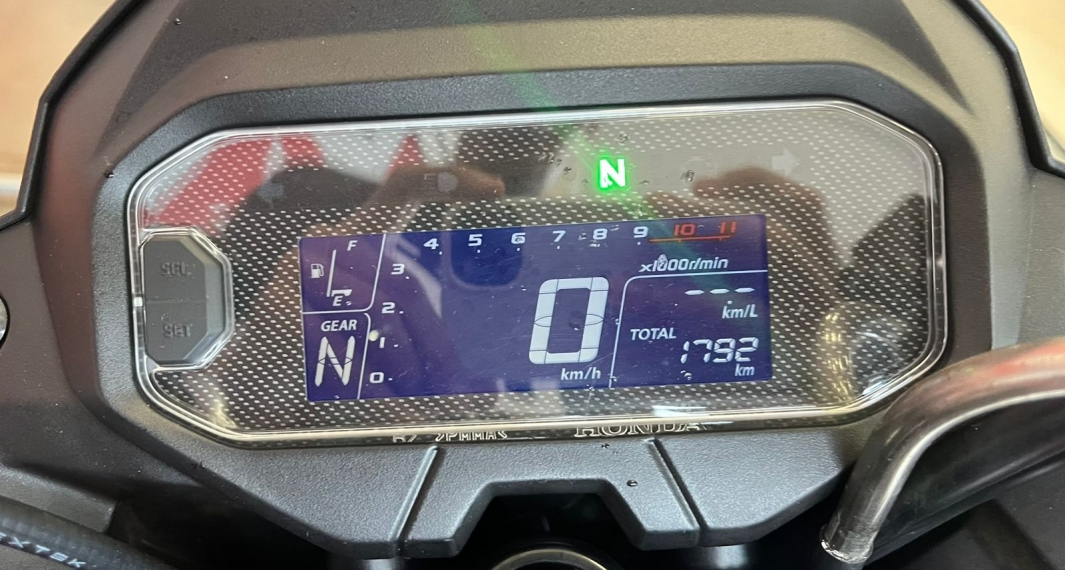 N
SEL
SET
F
E
GEAR
N
0 1 2 3 4 5 6 7 8 9 10 11
x1000r/min
0
km/h
---
km/L
TOTAL
1792
km
HONDA